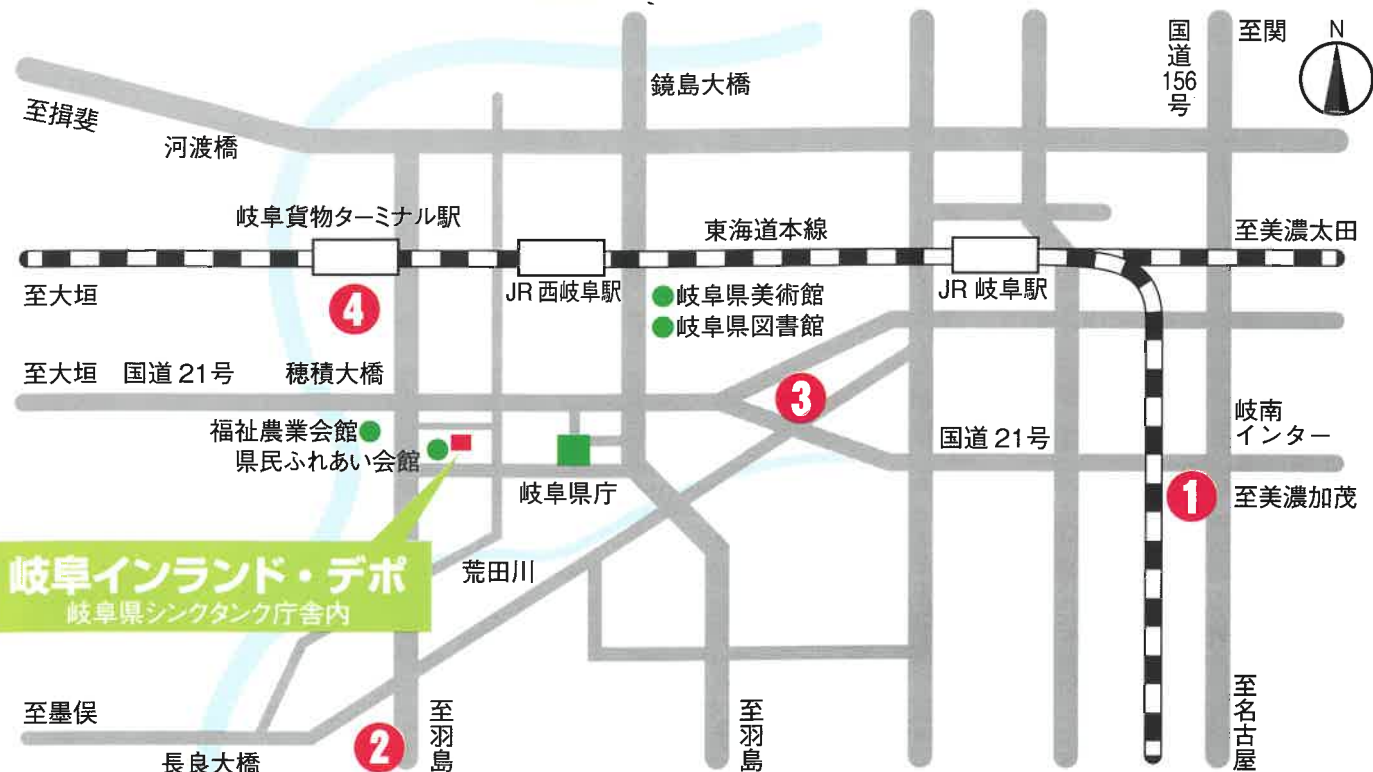 鏡島大橋
国道156号
至関
N
至揖斐
河渡橋
岐阜貨物ターミナル駅
東海道本線
至美濃太田
至大垣
4
JR 西岐阜駅
岐阜県美術館
岐阜県図書館
JR 岐阜駅
至大垣
国道 21号
穂積大橋
3
福祉農業会館
県民ふれあい会館
岐阜県庁
国道 21号
岐南
インター
1
至美濃加茂
岐阜インランド・デポ
岐阜県シンクタンク庁舎内
荒田川
至墨俣
長良大橋
2
至羽島
至羽島
至名古屋